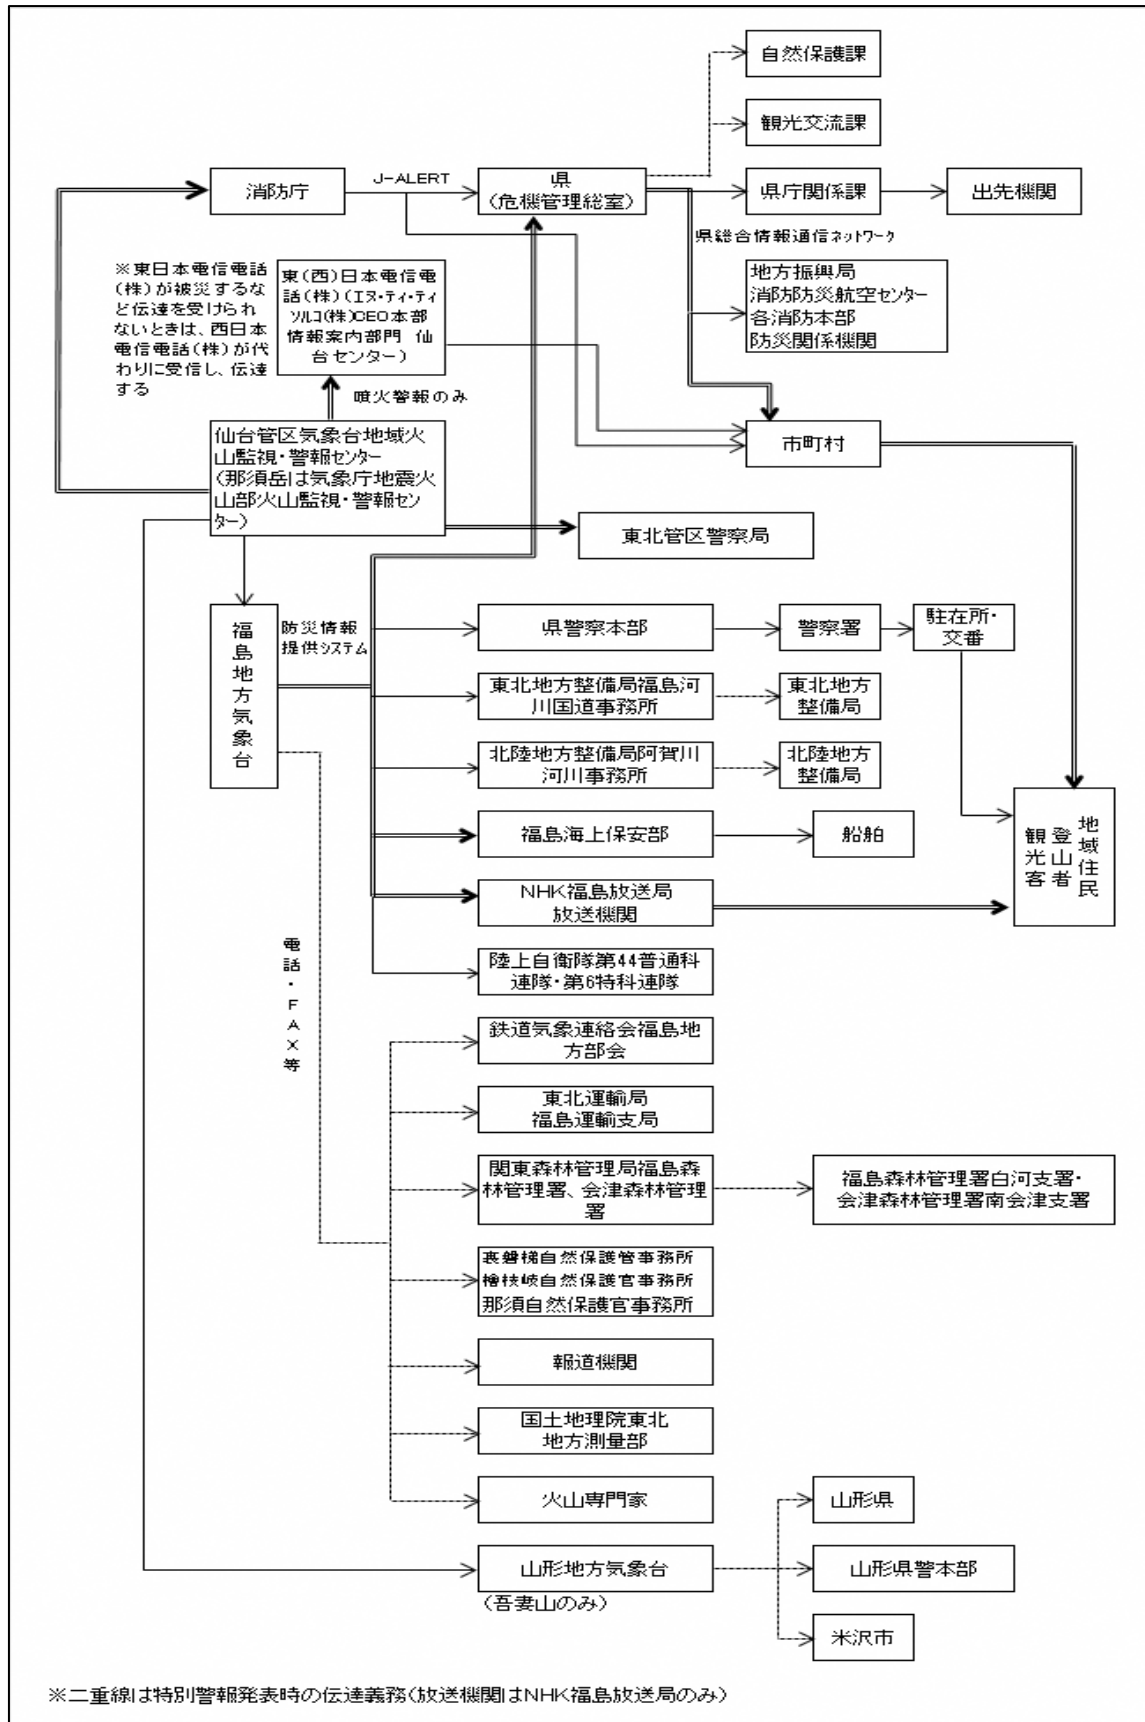 自然保護課
観光交流課
消防庁
J-ALERT
県
(危機管理総室)
県庁関係課
出先機関
県総合情報通信ネットワーク
※東日本電信電話
(株)が被災するな
ど伝達を受けられ
ないときは、西日本
電信電話(株)が代
わりに受信し、伝達
する
東(西)日本電信電
話(株)(エヌ・ティ・ティ
ソルコ(株)CEO本部
情報案内部門 仙
台センター)
地方振興局
消防防災航空センター
各消防本部
防災関係機関
噴火警報のみ
仙台管区気象台地域火
山監視・警報センター
(那須岳は気象庁地震火
山部火山監視・警報セン
ター)
市町村
東北管区警察局
福島地方気象台
防災情報
提供システム
県警察本部
警察署
駐在所・
交番
東北地方整備局福島河
川国道事務所
東北地方
整備局
北陸地方整備局阿賀川
河川事務所
北陸地方
整備局
地域住民
登山者
観光客
福島海上保安部
船舶
NHK福島放送局
放送機関
電話・FAX等
陸上自衛隊第44普通科
連隊・第6特科連隊
鉄道気象連絡会福島地
方部会
東北運輸局
福島運輸支局
関東森林管理局福島森
林管理署、会津森林管理
署
福島森林管理署白河支署・
会津森林管理署南会津支署
裏磐梯自然保護管事務所
檜枝岐自然保護官事務所
那須自然保護官事務所
報道機関
国土地理院東北
地方測量部
火山専門家
山形県
山形地方気象台
(吾妻山のみ)
山形県警本部
米沢市
※二重線は特別警報発表時の伝達義務(放送機関はNHK福島放送局のみ)